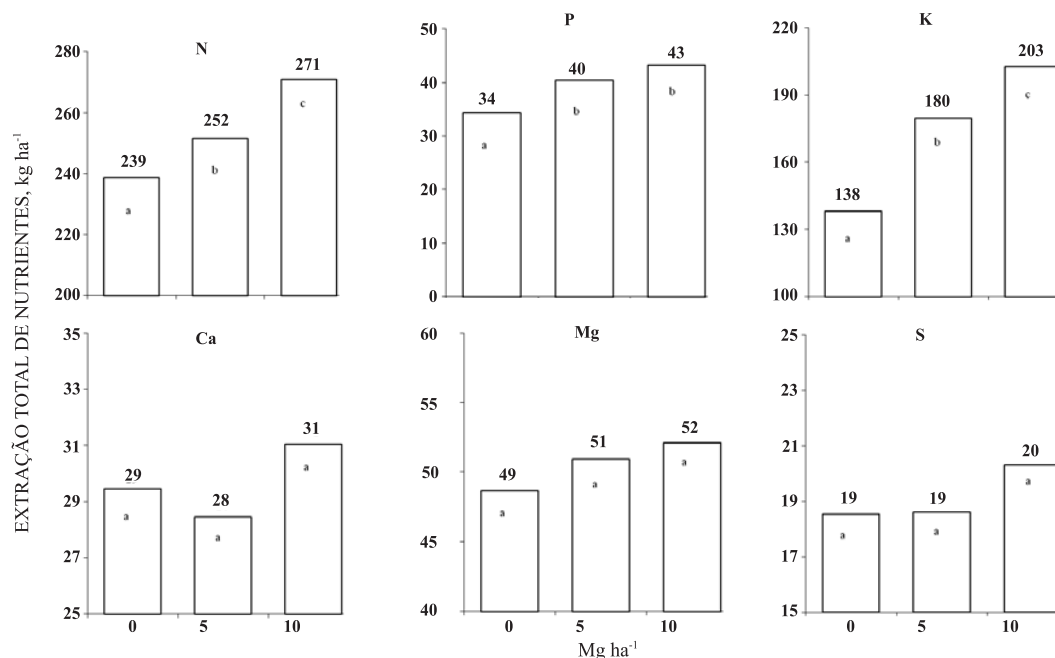 EXTRAÇÃO TOTAL DE NUTRIENTES, kg ha-1
N
280
260
240
220
200
239
252
271
a
b
c
P
50
40
30
20
10
0
34
40
43
a
b
b
K
220
190
160
130
100
138
180
203
a
b
c
Ca
35
33
31
29
27
25
29
28
31
a
a
a
0 5 10
Mg
60
55
50
45
40
49
51
52
a
a
a
0 5 10
S
25
23
21
19
17
15
19
19
20
a
a
a
0 5 10
Mg ha-1